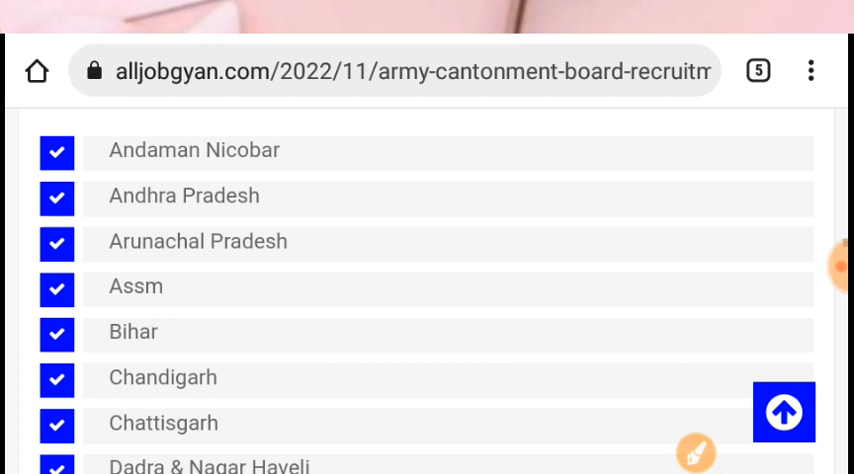 alljobgyan.com/2022/11/army-cantonment-board-recruitm
5
Andaman Nicobar
Andhra Pradesh
Arunachal Pradesh
Assm
Bihar
Chandigarh
Chattisgarh
Dadra & Nagar Haveli